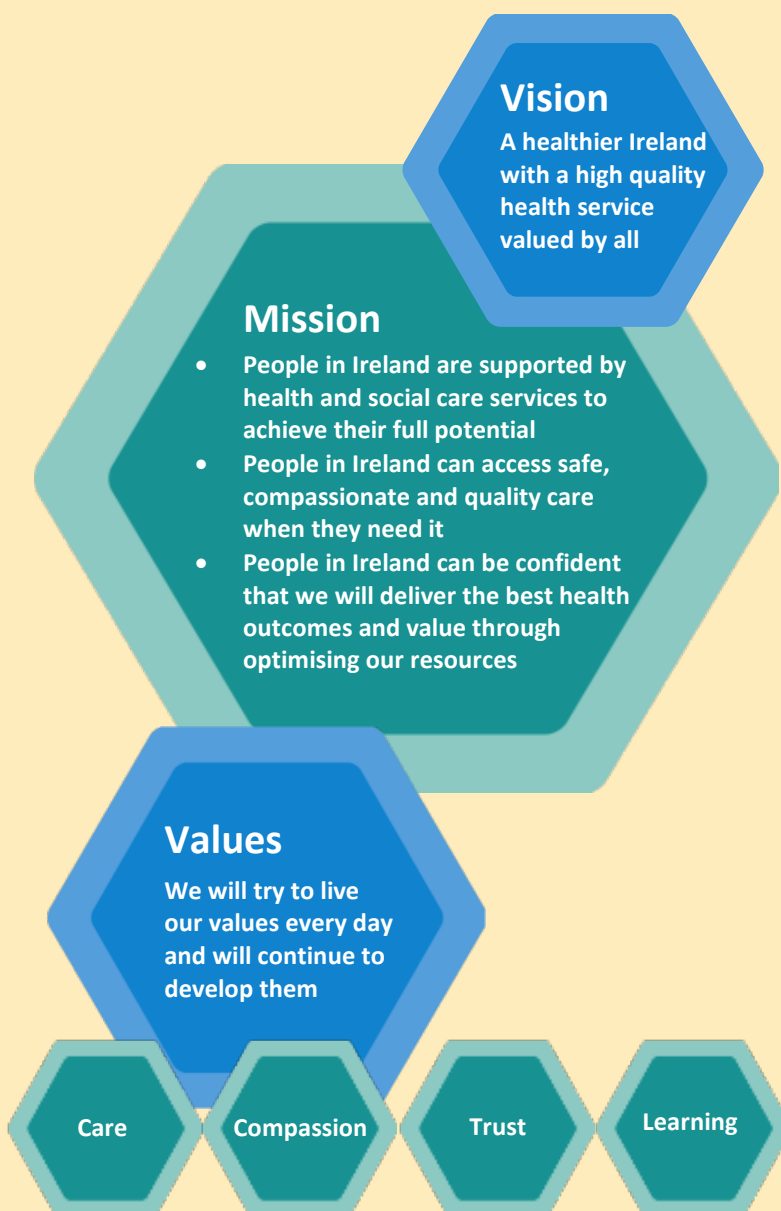 Vision
A healthier Ireland
with a high quality
health service
valued by all
Mission
• People in Ireland are supported by
health and social care services to
achieve their full potential
• People in Ireland can access safe,
compassionate and quality care
when they need it
• People in Ireland can be confident
that we will deliver the best health
outcomes and value through
optimising our resources
Values
We will try to live
our values every day
and will continue to
develop them
Care
Compassion
Trust
Learning